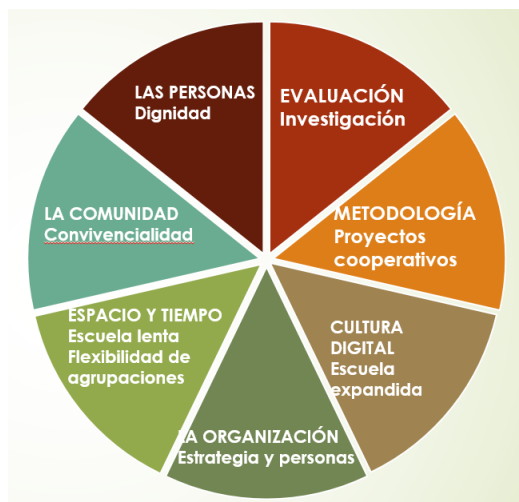 LAS PERSONAS
Dignidad
EVALUACIÓN
Investigación
LA COMUNIDAD
Convivencialidad
METODOLOGÍA
Proyectos
cooperativos
ESPACIO Y TIEMPO
Escuela lenta
Flexibilidad de
agrupaciones
CULTURA
DIGITAL
Escuela
expandida
LA ORGANIZACIÓN
Estrategia y personas